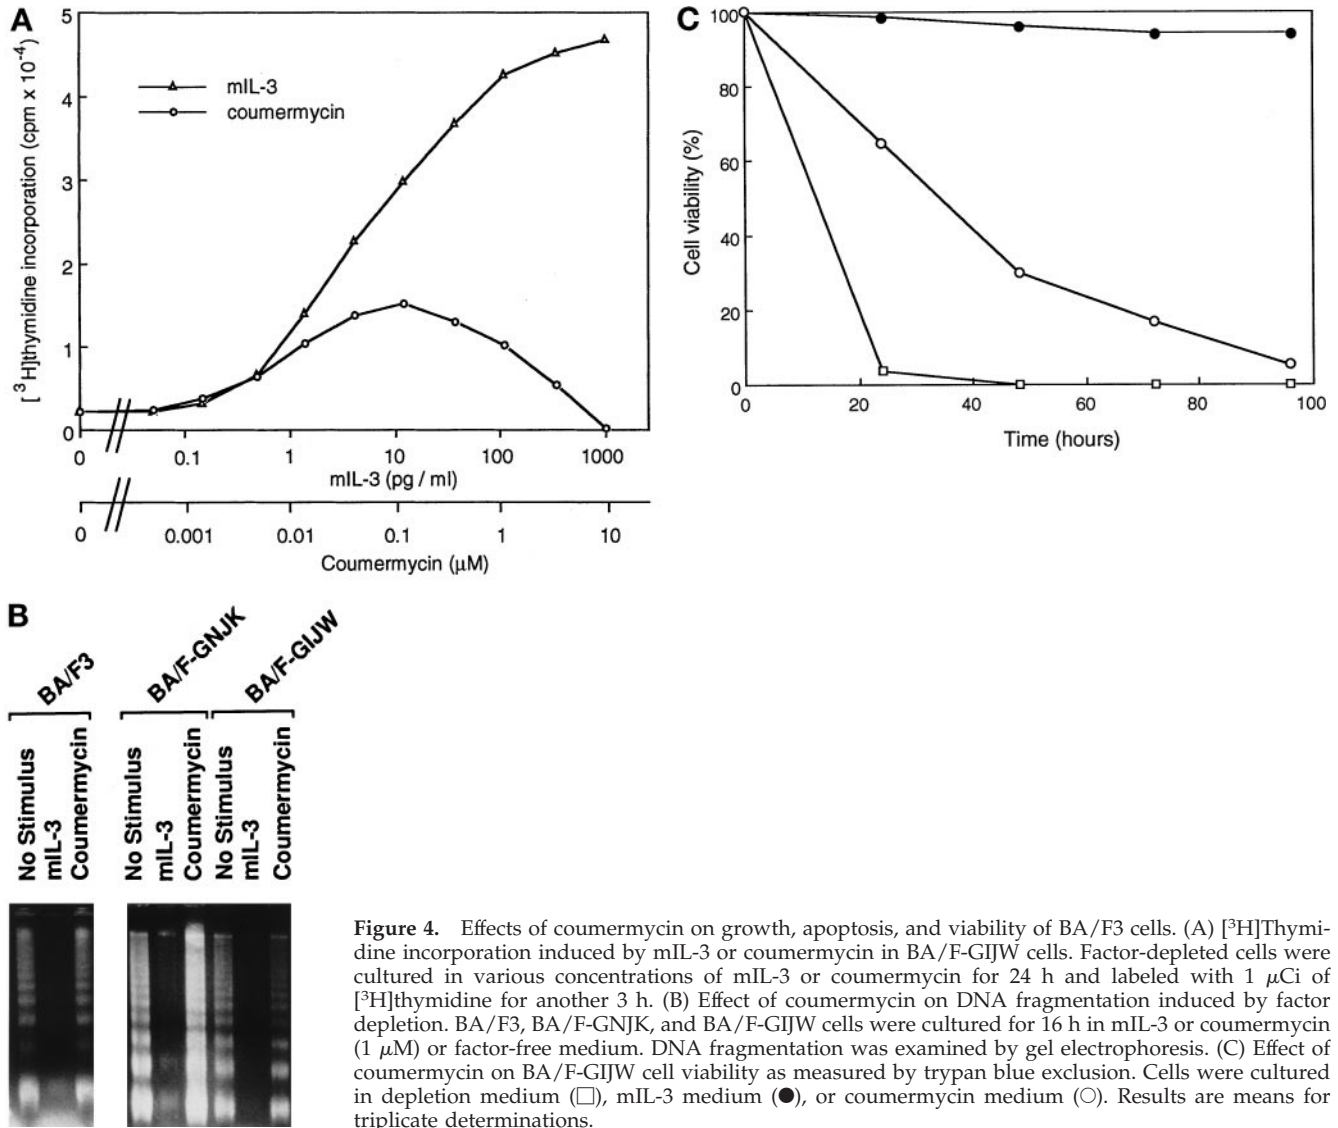 A
[³H]thymidine incorporation (cpm x 10⁻⁴)
5
4
3
2
1
0
mIL-3
coumermycin
0 0.1 1 10 100 1000
mIL-3 (pg / ml)
0 0.001 0.01 0.1 1 10
Coumermycin (μM)
C
Cell viability (%)
100
80
60
40
20
0
0 20 40 60 80 100
Time (hours)
B
BA/F3
BA/F-GNJK
BA/F-GIJW
No Stimulus
mIL-3
Coumermycin
No Stimulus
mIL-3
Coumermycin
No Stimulus
mIL-3
Coumermycin
Figure 4. Effects of coumermycin on growth, apoptosis, and viability of BA/F3 cells. (A) [³H]Thymi-
dine incorporation induced by mIL-3 or coumermycin in BA/F-GIJW cells. Factor-depleted cells were
cultured in various concentrations of mIL-3 or coumermycin for 24 h and labeled with 1 μCi of
[³H]thymidine for another 3 h. (B) Effect of coumermycin on DNA fragmentation induced by factor
depletion. BA/F3, BA/F-GNJK, and BA/F-GIJW cells were cultured for 16 h in mIL-3 or coumermycin
(1 μM) or factor-free medium. DNA fragmentation was examined by gel electrophoresis. (C) Effect of
coumermycin on BA/F-GIJW cell viability as measured by trypan blue exclusion. Cells were cultured
in depletion medium (□), mIL-3 medium (●), or coumermycin medium (○). Results are means for
triplicate determinations.